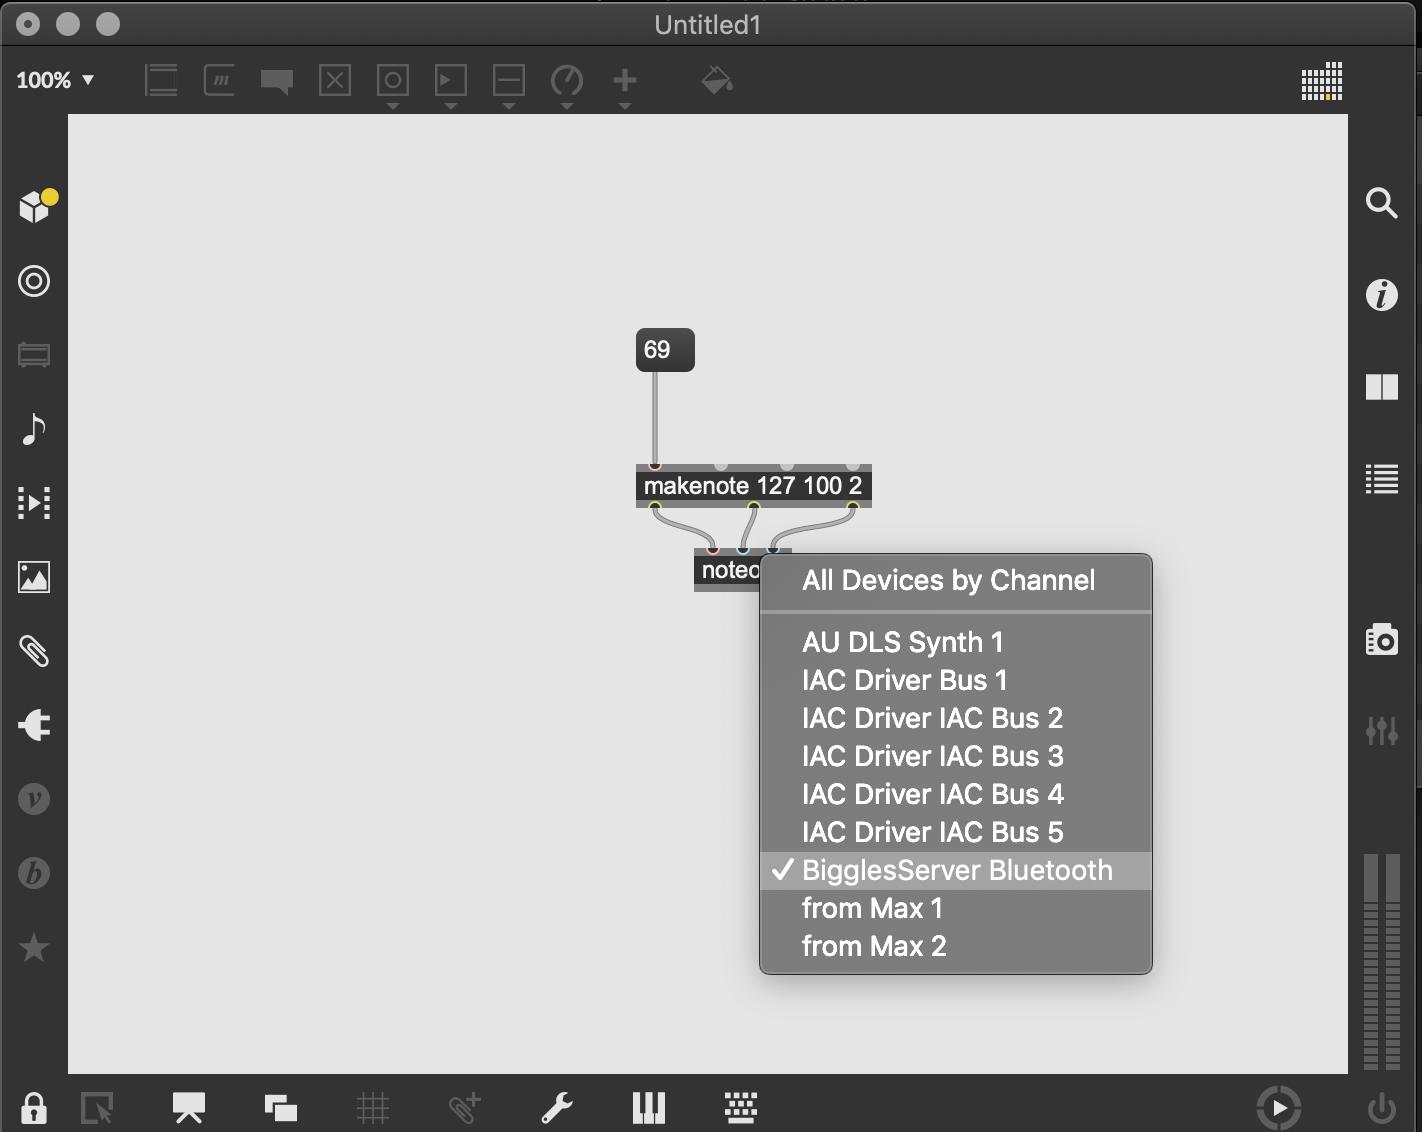 Untitled1
100%
69
makenote 127 100 2
All Devices by Channel
AU DLS Synth 1
IAC Driver Bus 1
IAC Driver IAC Bus 2
IAC Driver IAC Bus 3
IAC Driver IAC Bus 4
IAC Driver IAC Bus 5
BigglesServer Bluetooth
from Max 1
from Max 2